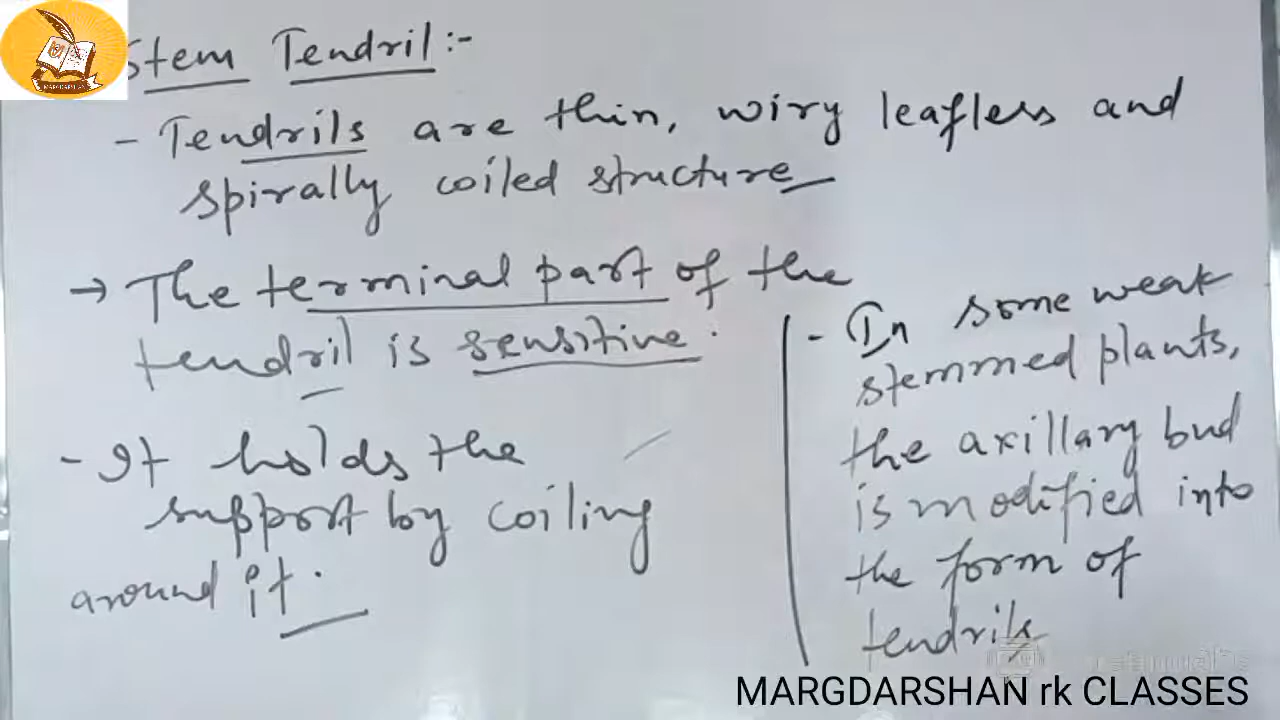 MARGDARSHAN
Stem Tendril :-
- Tendrils are thin, wiry leafless and
spirally coiled structure
→ The terminal part of the
tendril is sensitive.
- It holds the
support by coiling
around it.
- In some weak
stemmed plants,
the axillary bud
is modified into
the form of
tendrils
MARGDARSHAN rk CLASSES